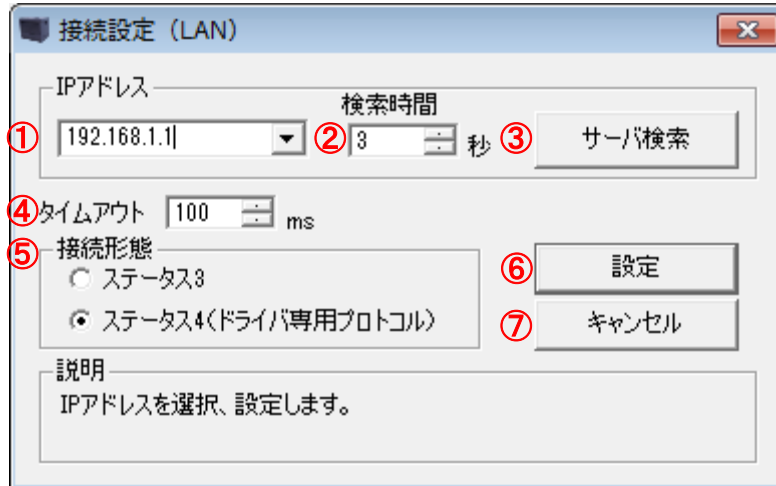 接続設定（LAN）
IPアドレス
検索時間
① 192.168.1.1 ② 3 秒 ③ サーバ検索
④ タイムアウト 100 ms
⑤ 接続形態
ステータス3
⑥ 設定
ステータス4（ドライバ専用プロトコル）
⑦ キャンセル
説明
IPアドレスを選択、設定します。